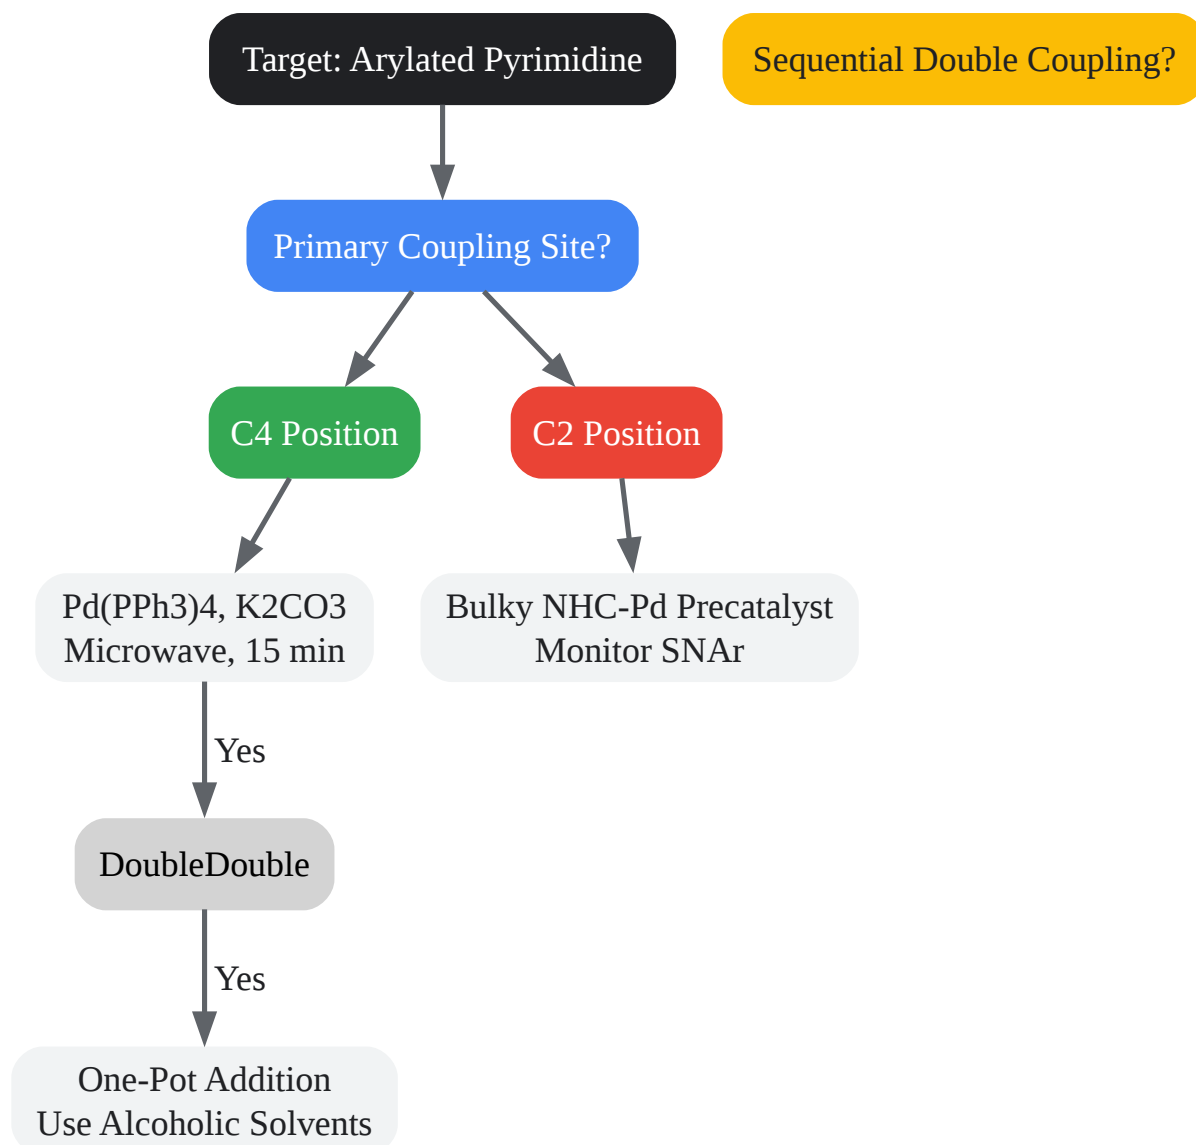 Target: Arylated Pyrimidine
Sequential Double Coupling?
Primary Coupling Site?
C4 Position
C2 Position
Pd(PPh3)4, K2CO3
Microwave, 15 min
Bulky NHC-Pd Precatalyst
Monitor SNAr
Yes
DoubleDouble
Yes
One-Pot Addition
Use Alcoholic Solvents